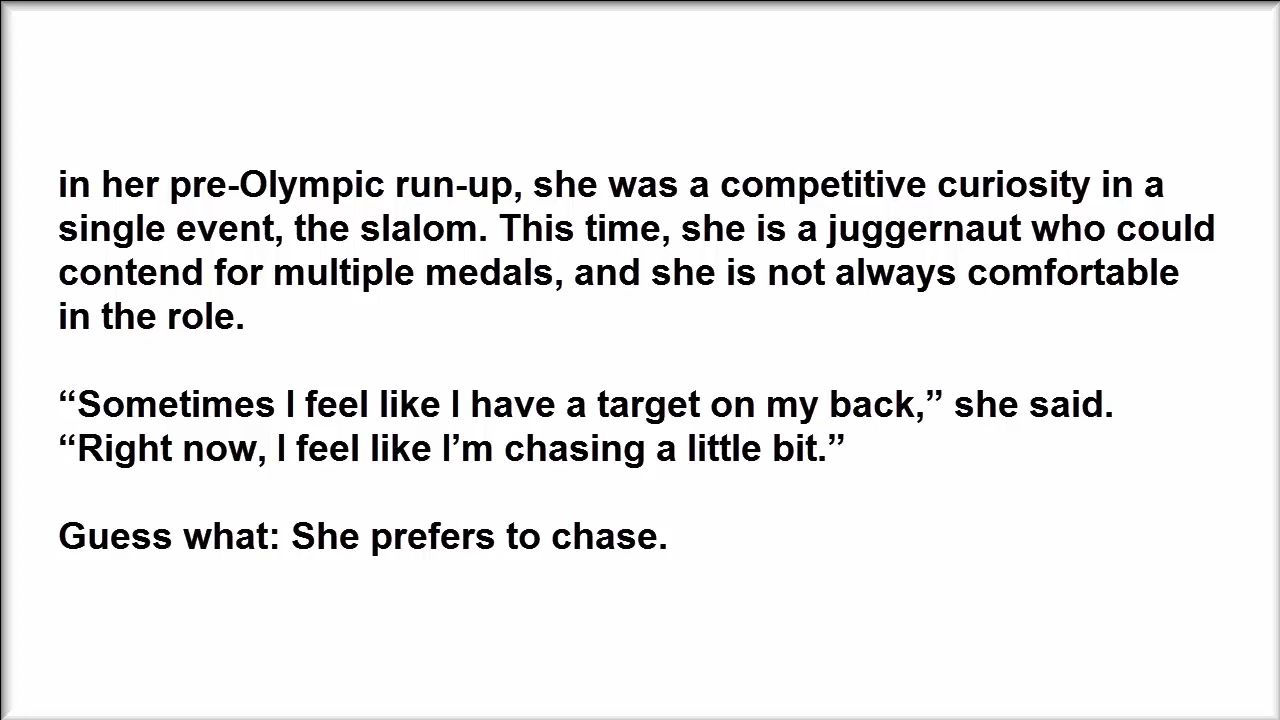 in her pre-Olympic run-up, she was a competitive curiosity in a
single event, the slalom. This time, she is a juggernaut who could
contend for multiple medals, and she is not always comfortable
in the role.
“Sometimes I feel like I have a target on my back,” she said.
“Right now, I feel like I’m chasing a little bit.”
Guess what: She prefers to chase.